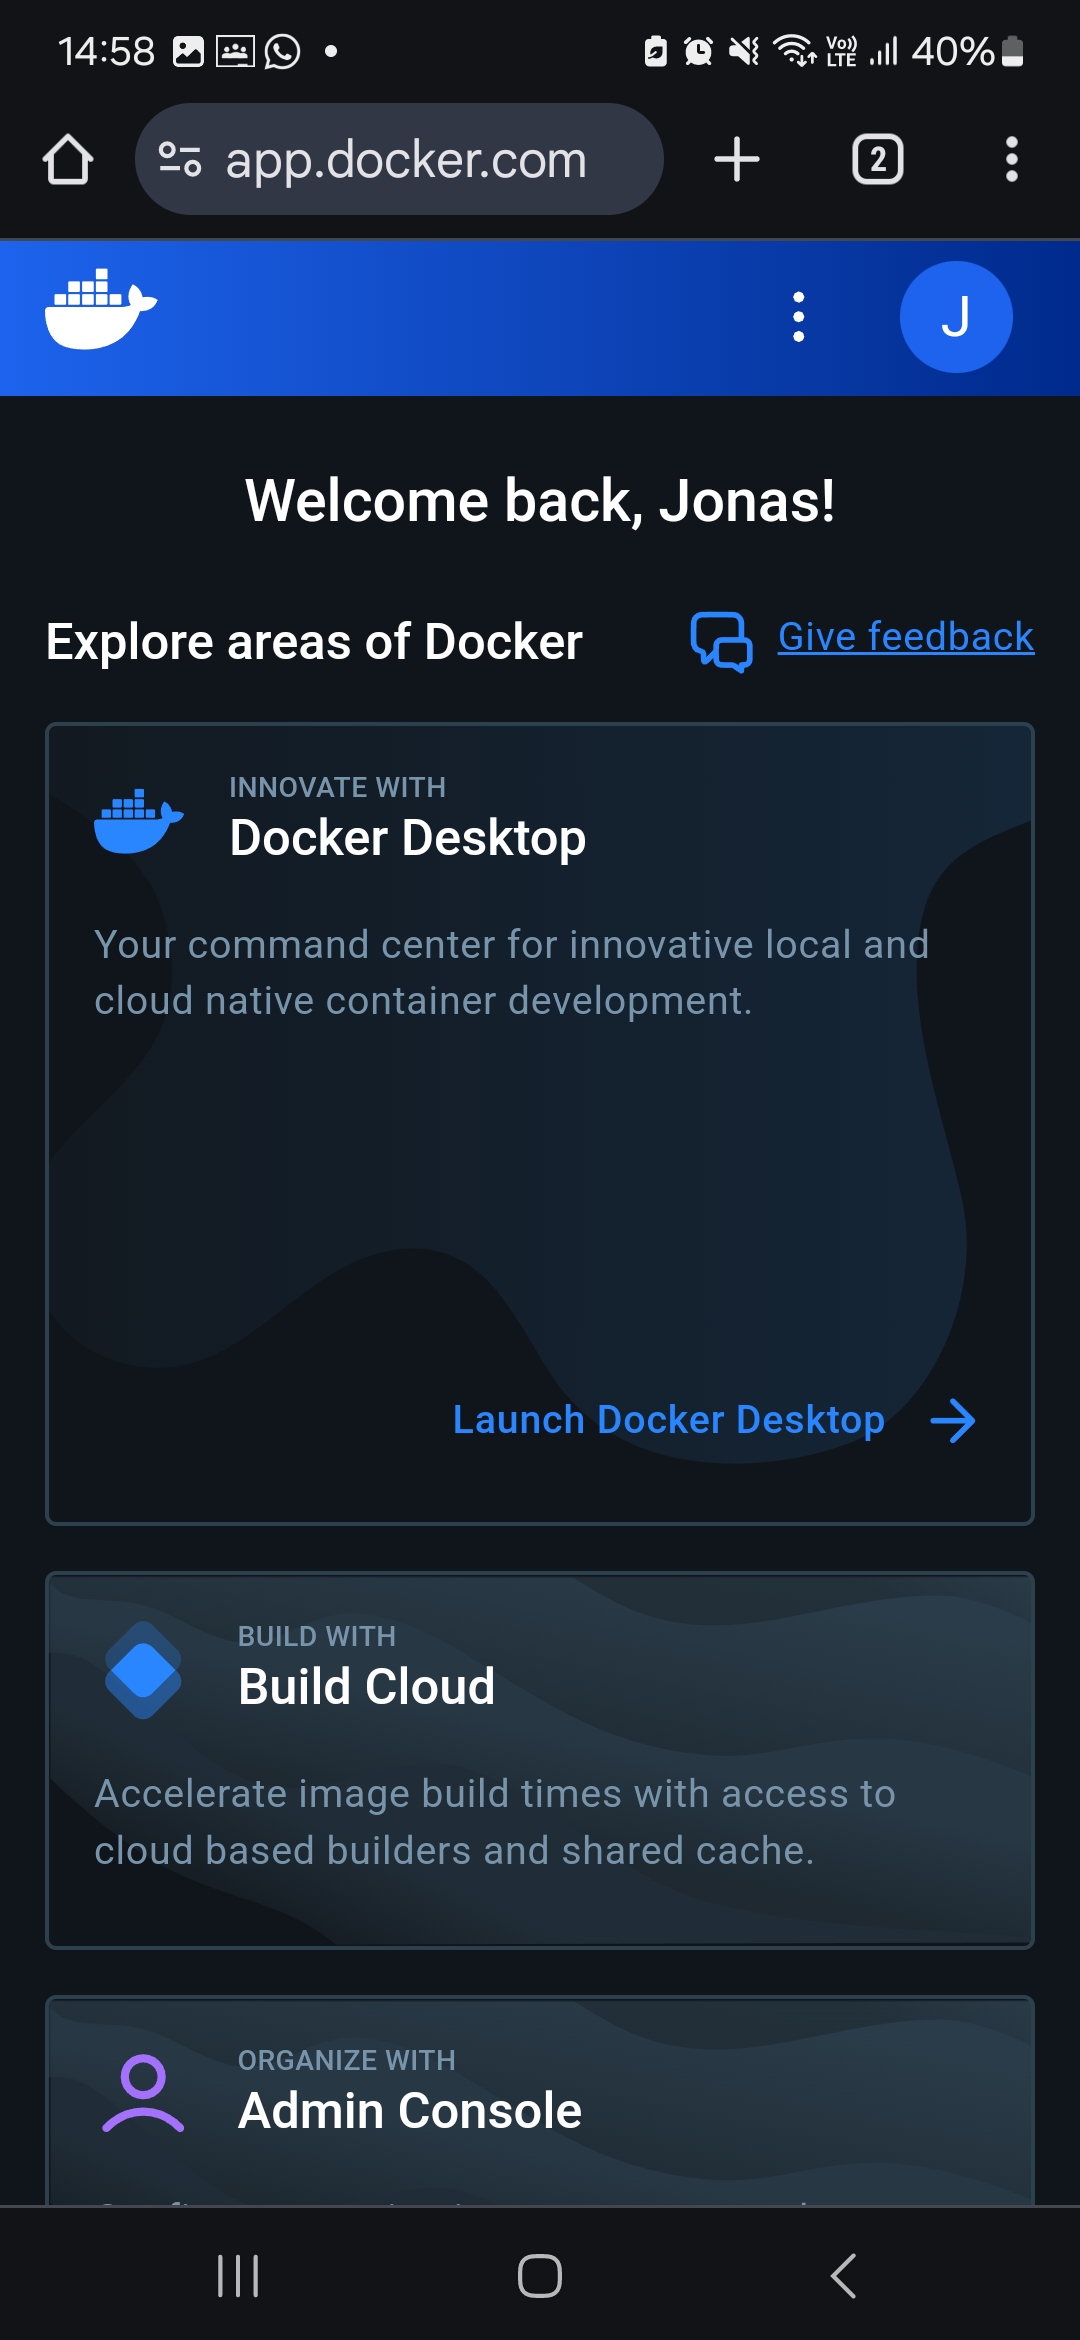 14:58
Vo)) LTE
40%
app.docker.com
2
J
Welcome back, Jonas!
Explore areas of Docker
Give feedback
INNOVATE WITH
Docker Desktop
Your command center for innovative local and
cloud native container development.
Launch Docker Desktop
BUILD WITH
Build Cloud
Accelerate image build times with access to
cloud based builders and shared cache.
ORGANIZE WITH
Admin Console